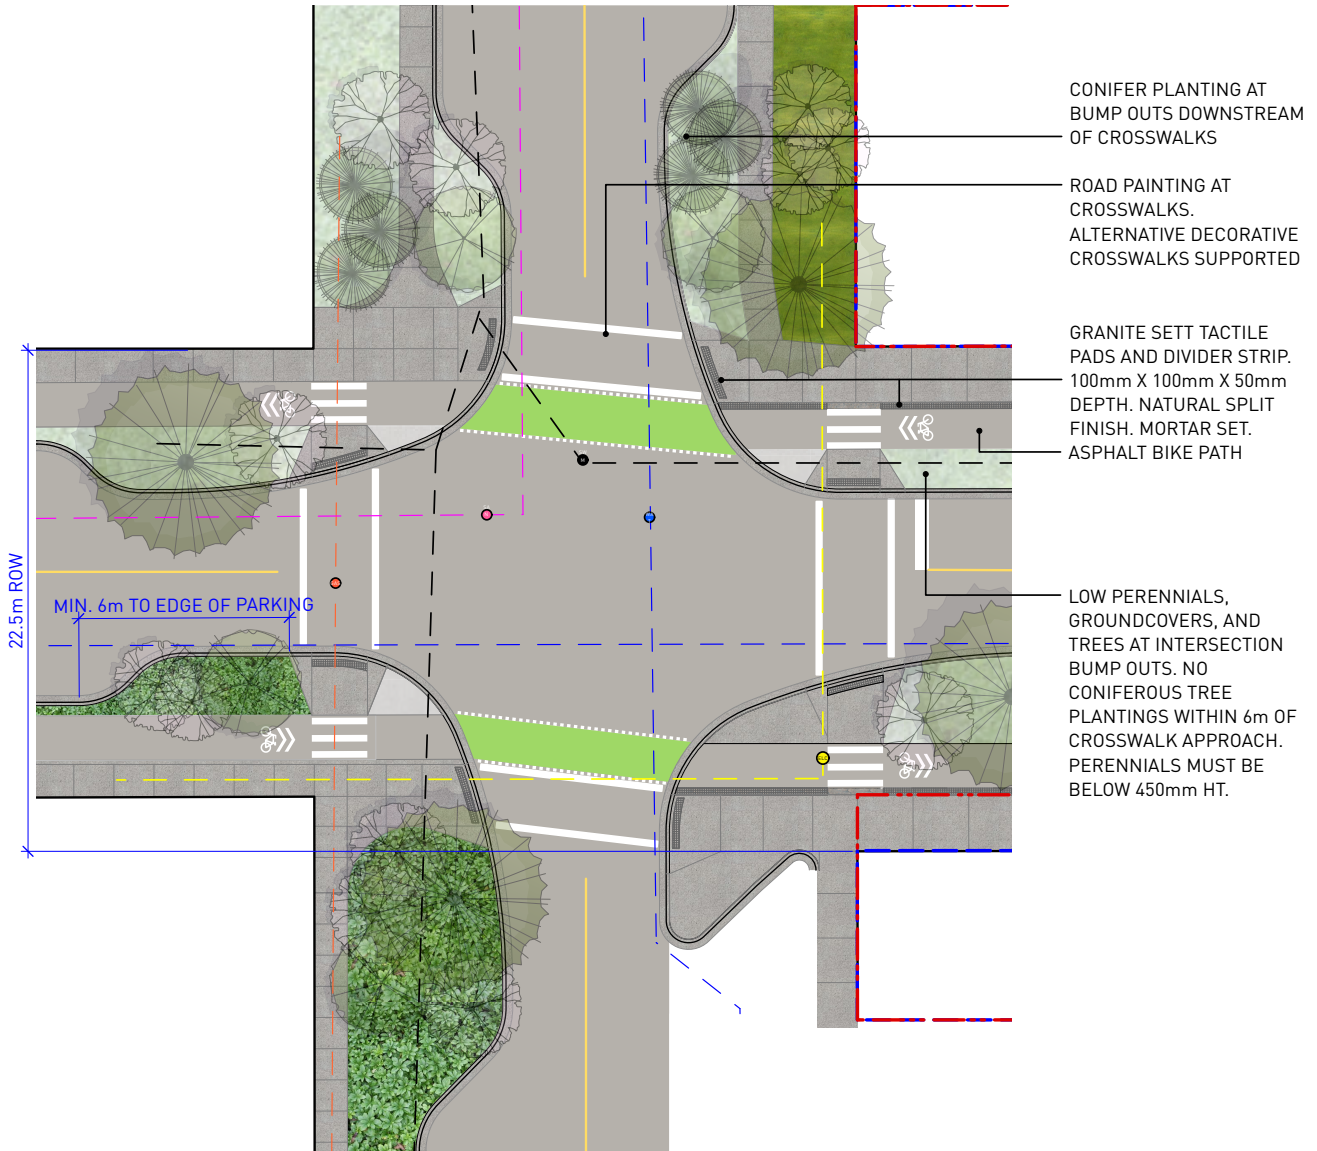 CONIFER PLANTING AT
BUMP OUTS DOWNSTREAM
OF CROSSWALKS
ROAD PAINTING AT
CROSSWALKS.
ALTERNATIVE DECORATIVE
CROSSWALKS SUPPORTED
GRANITE SETT TACTILE
PADS AND DIVIDER STRIP.
100mm X 100mm X 50mm
DEPTH. NATURAL SPLIT
FINISH. MORTAR SET.
ASPHALT BIKE PATH
22.5m ROW
MIN. 6m TO EDGE OF PARKING
LOW PERENNIALS,
GROUNDCOVERS, AND
TREES AT INTERSECTION
BUMP OUTS. NO
CONIFEROUS TREE
PLANTINGS WITHIN 6m OF
CROSSWALK APPROACH.
PERENNIALS MUST BE
BELOW 450mm HT.